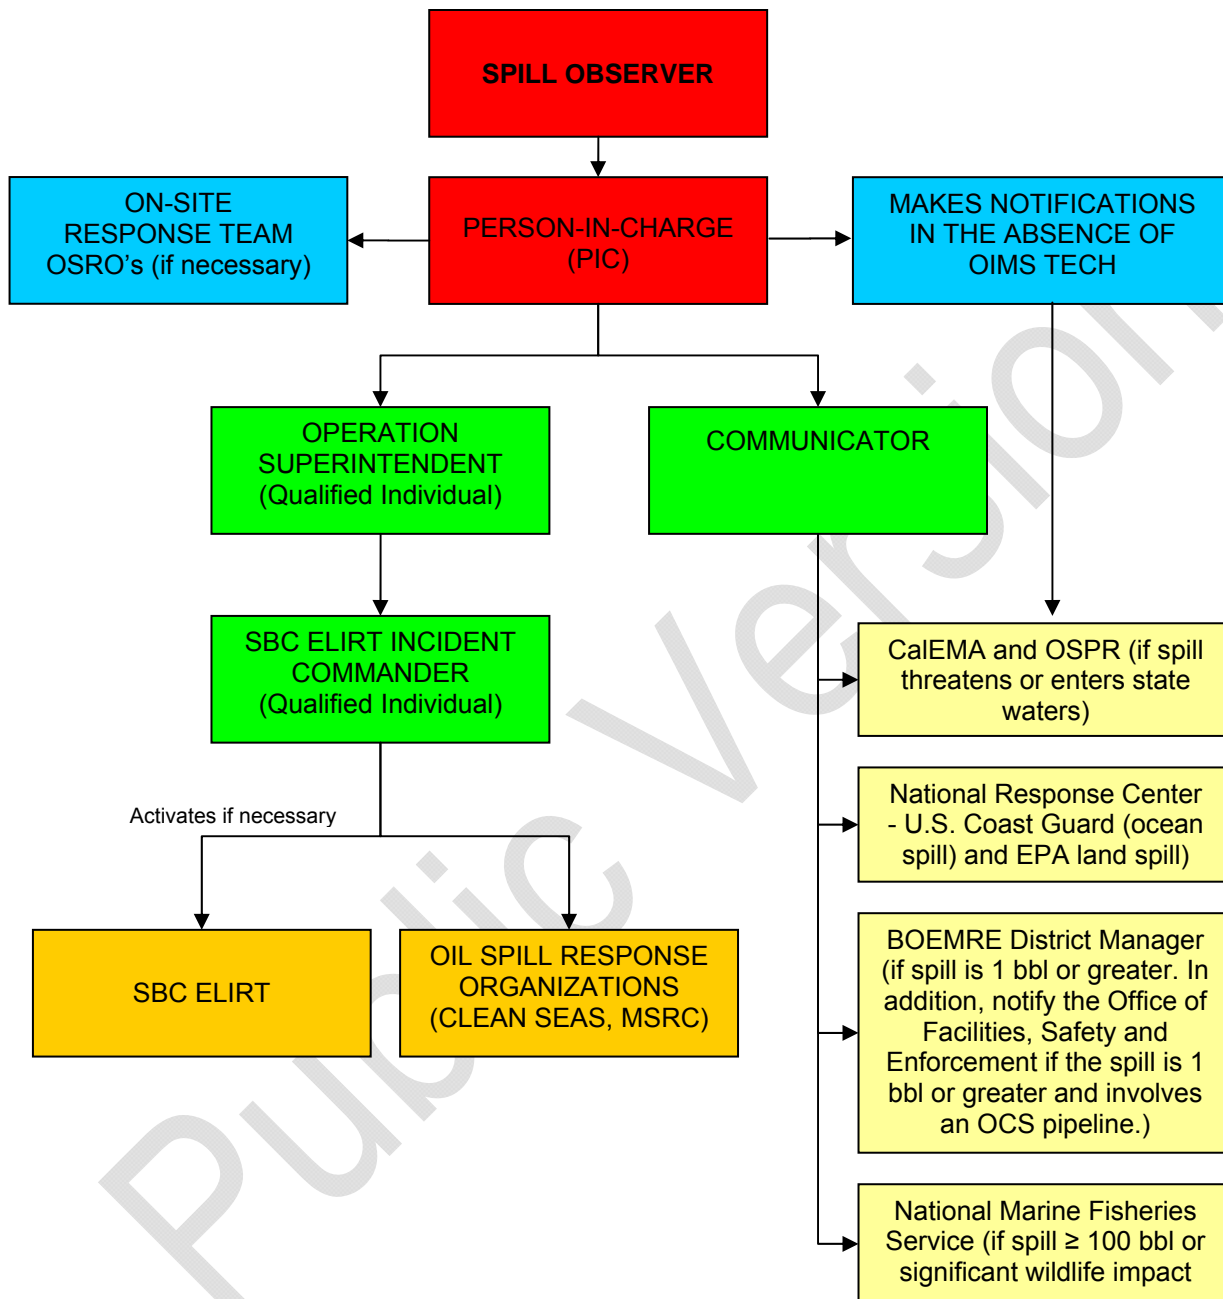 SPILL OBSERVER
ON-SITE
RESPONSE TEAM
OSRO's (if necessary)
PERSON-IN-CHARGE
(PIC)
MAKES NOTIFICATIONS
IN THE ABSENCE OF
OIMS TECH
OPERATION
SUPERINTENDENT
(Qualified Individual)
COMMUNICATOR
SBC ELIRT INCIDENT
COMMANDER
(Qualified Individual)
CalEMA and OSPR (if spill
threatens or enters state
waters)
Activates if necessary
National Response Center
- U.S. Coast Guard (ocean
spill) and EPA land spill)
SBC ELIRT
OIL SPILL RESPONSE
ORGANIZATIONS
(CLEAN SEAS, MSRC)
BOEMRE District Manager
(if spill is 1 bbl or greater. In
addition, notify the Office of
Facilities, Safety and
Enforcement if the spill is 1
bbl or greater and involves
an OCS pipeline.)
National Marine Fisheries
Service (if spill ≥ 100 bbl or
significant wildlife impact
Public Version